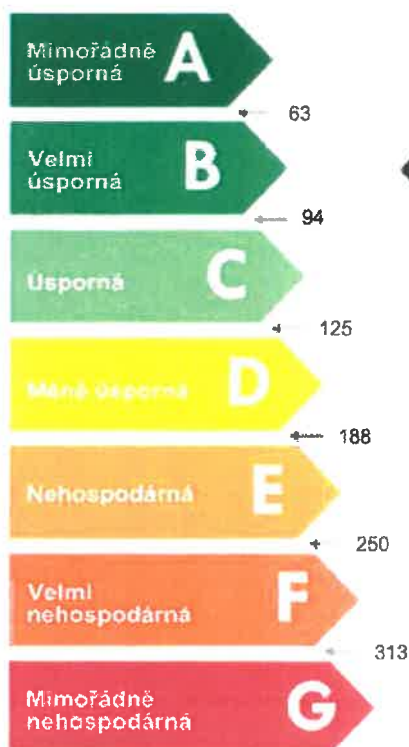 Mimořádně
úsporná
A
63
Velmi
úsporná
B
94
Úsporná
C
125
Méně úsporná
D
188
Nehospodárná
E
250
Velmi
nehospodárná
F
313
Mimořádně
nehospodárná
G